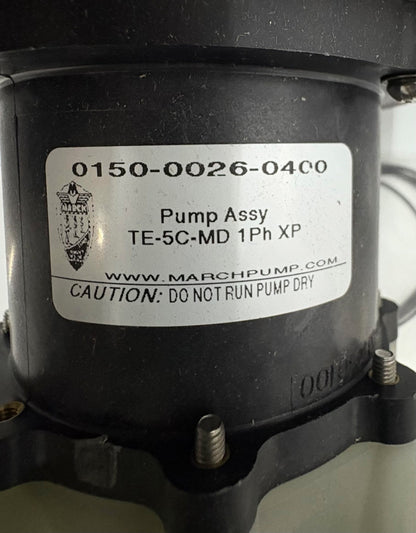 0150-0026-0400
MARCH
Pump Assy
TE-5C-MD 1Ph XP
WWW.MARCHPUMP.COM
CAUTION: DO NOT RUN PUMP DRY